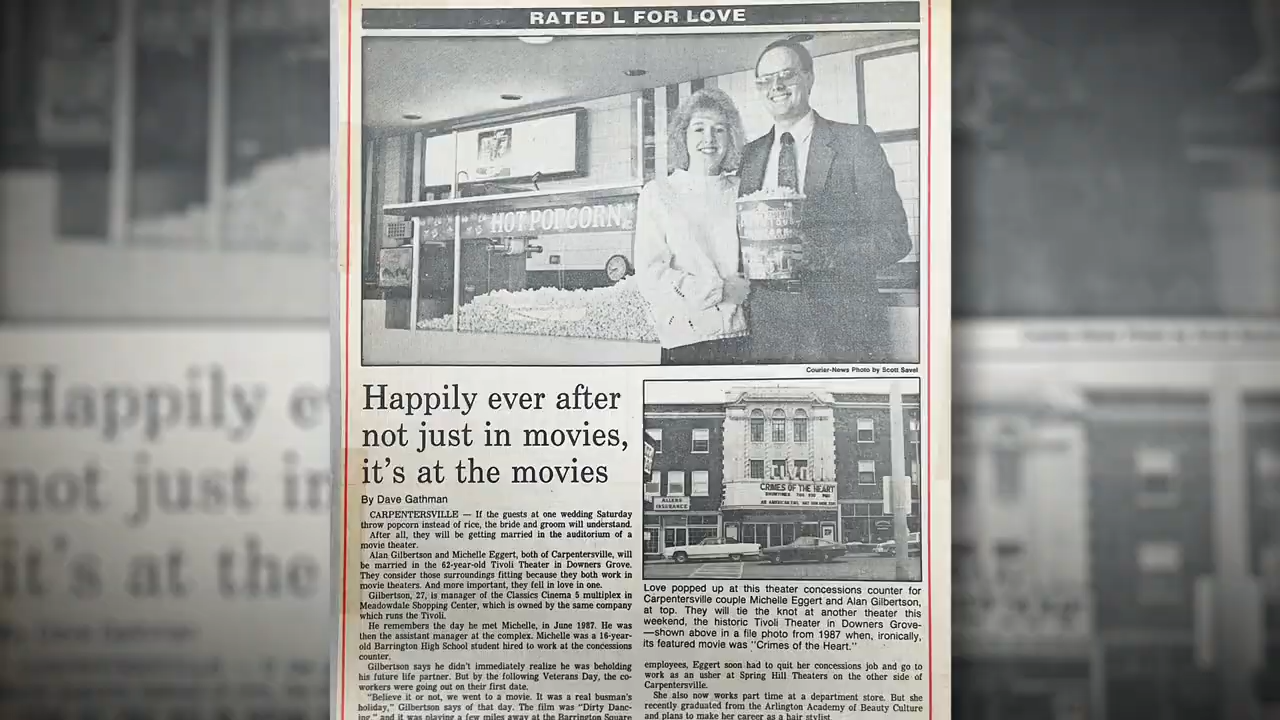 RATED L FOR LOVE
HOT POPCORN
Courier-News Photo by Scott Savel
Happily ever after
not just in movies,
it's at the movies
By Dave Gathman
CARPENTERSVILLE — If the guests at one wedding Saturday
throw popcorn instead of rice, the bride and groom will understand.
After all, they will be getting married in the auditorium of a
movie theater.
Alan Gilbertson and Michelle Eggert, both of Carpentersville, will
be married in the 62-year-old Tivoli Theater in Downers Grove.
They consider those surroundings fitting because they both work in
movie theaters. And more important, they fell in love in one.
Gilbertson, 27, is manager of the Classics Cinema 5 multiplex in
Meadowdale Shopping Center, which is owned by the same company
which runs the Tivoli.
He remembers the day he met Michelle, in June 1987. He was
then the assistant manager at the complex. Michelle was a 16-year-
old Barrington High School student hired to work at the concessions
counter.
Gilbertson says he didn't immediately realize he was beholding
his future life partner. But by the following Veterans Day, the co-
workers were going out on their first date.
"Believe it or not, we went to a movie. It was a real busman's
holiday," Gilbertson says of that day. The film was "Dirty Danc-
ing," and it was playing a few miles away at the Barrington Square
TIVOLI
CRIMES OF THE HEART
ALLERS
INSURANCE
Love popped up at this theater concessions counter for
Carpentersville couple Michelle Eggert and Alan Gilbertson,
at top. They will tie the knot at another theater this
weekend, the historic Tivoli Theater in Downers Grove-
—shown above in a file photo from 1987 when, ironically,
its featured movie was "Crimes of the Heart."
employees, Eggert soon had to quit her concessions job and go to
work as an usher at Spring Hill Theaters on the other side of
Carpentersville.
She also now works part time at a department store. But she
recently graduated from the Arlington Academy of Beauty Culture
and plans to make her career as a hair stylist.